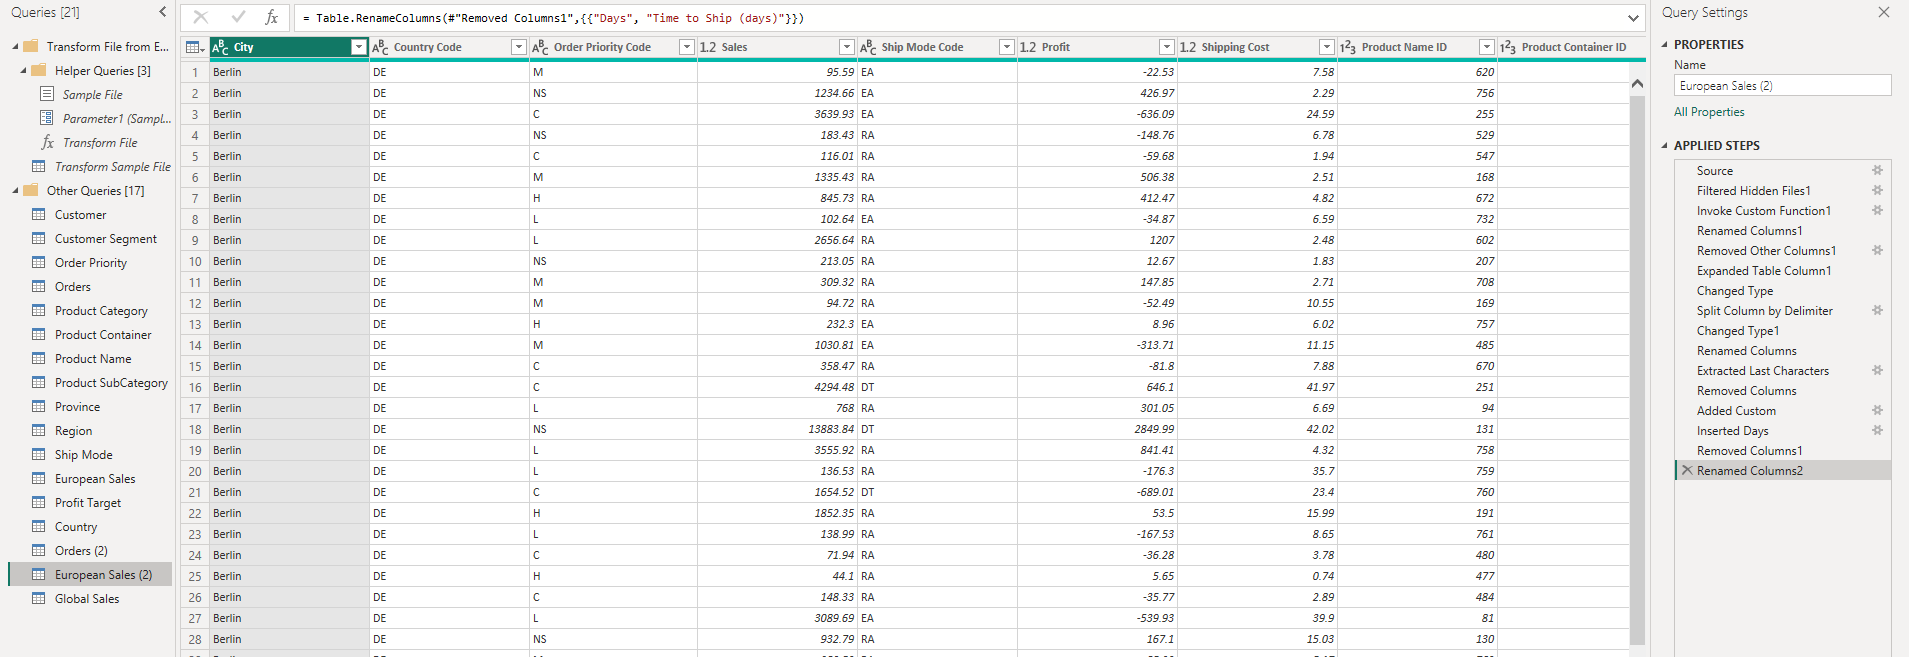 Queries [21]
Transform File from E...
Helper Queries [3]
Sample File
Parameter1 (Sampl...
fx Transform File
Transform Sample File
Other Queries [17]
Customer
Customer Segment
Order Priority
Orders
Product Category
Product Container
Product Name
Product SubCategory
Province
Region
Ship Mode
European Sales
Profit Target
Country
Orders (2)
European Sales (2)
Global Sales
fx = Table.RenameColumns(#"Removed Columns1",{{"Days", "Time to Ship (days)"}})
ABC City ABC Country Code ABC Order Priority Code 1.2 Sales ABC Ship Mode Code 1.2 Profit 1.2 Shipping Cost 123 Product Name ID 123 Product Container ID
1 Berlin DE M 95.59 EA -22.53 7.58 620
2 Berlin DE NS 1234.66 EA 426.97 2.29 756
3 Berlin DE C 3639.93 EA -636.09 24.59 255
4 Berlin DE NS 183.43 RA -148.76 6.78 529
5 Berlin DE C 116.01 RA -59.68 1.94 547
6 Berlin DE M 1335.43 RA 506.38 2.51 168
7 Berlin DE H 845.73 RA 412.47 4.82 672
8 Berlin DE L 102.64 EA -34.87 6.59 732
9 Berlin DE L 2656.64 RA 1207 2.48 602
10 Berlin DE NS 213.05 RA 12.67 1.83 207
11 Berlin DE M 309.32 RA 147.85 2.71 708
12 Berlin DE M 94.72 RA -52.49 10.55 169
13 Berlin DE H 232.3 EA 8.96 6.02 757
14 Berlin DE M 1030.81 EA -313.71 11.15 485
15 Berlin DE C 358.47 RA -81.8 7.88 670
16 Berlin DE C 4294.48 DT 646.1 41.97 251
17 Berlin DE L 768 RA 301.05 6.69 94
18 Berlin DE NS 13883.84 DT 2849.99 42.02 131
19 Berlin DE L 3555.92 RA 841.41 4.32 758
20 Berlin DE L 136.53 RA -176.3 35.7 759
21 Berlin DE C 1654.52 DT -689.01 23.4 760
22 Berlin DE H 1852.35 RA 53.5 15.99 191
23 Berlin DE L 138.99 RA -167.53 8.65 761
24 Berlin DE C 71.94 RA -36.28 3.78 480
25 Berlin DE H 44.1 RA 5.65 0.74 477
26 Berlin DE C 148.33 RA -35.77 2.89 484
27 Berlin DE L 3089.69 EA -539.93 39.9 81
28 Berlin DE NS 932.79 RA 167.1 15.03 130
Query Settings
PROPERTIES
Name
European Sales (2)
All Properties
APPLIED STEPS
Source
Filtered Hidden Files1
Invoke Custom Function1
Renamed Columns1
Removed Other Columns1
Expanded Table Column1
Changed Type
Split Column by Delimiter
Changed Type1
Renamed Columns
Extracted Last Characters
Removed Columns
Added Custom
Inserted Days
Removed Columns1
Renamed Columns2